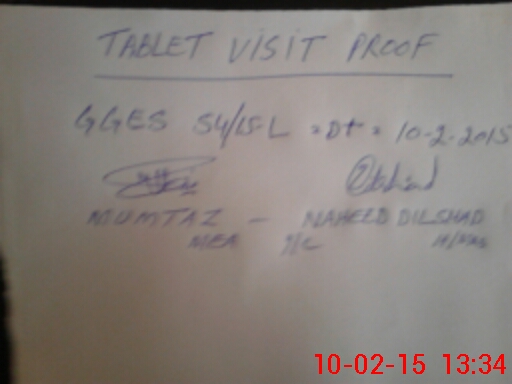 TABLET VISIT PROOF
GGES 54/15-L = Dt = 10-2-2015
MUMTAZ — NAHEED DILSHAD
MEA I/C H/MRS
10-02-15 13:34